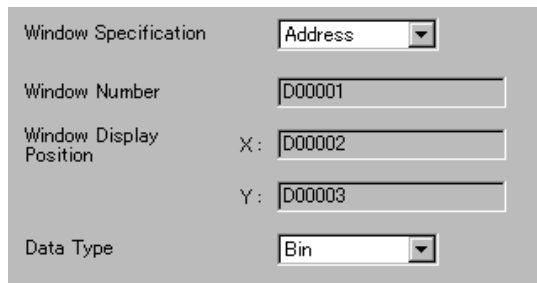 Window Specification Address
Window Number D00001
Window Display
Position X: D00002
Y: D00003
Data Type Bin